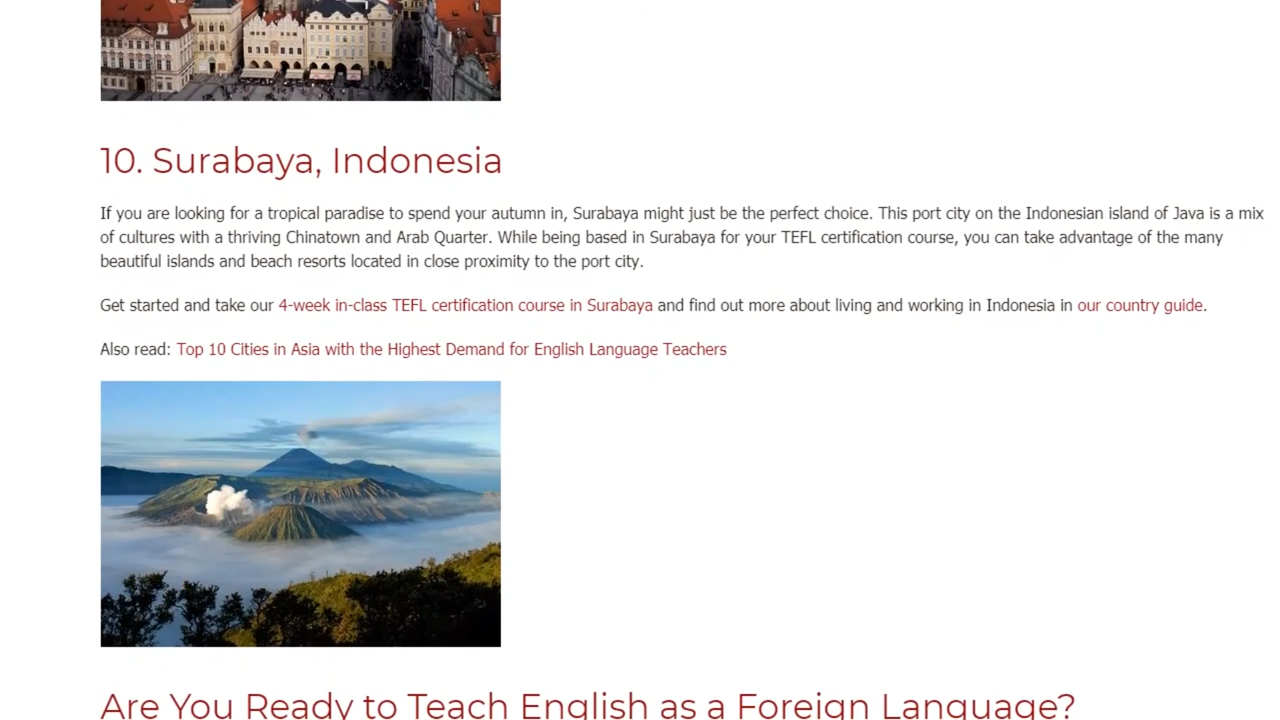 10. Surabaya, Indonesia
If you are looking for a tropical paradise to spend your autumn in, Surabaya might just be the perfect choice. This port city on the Indonesian island of Java is a mix
of cultures with a thriving Chinatown and Arab Quarter. While being based in Surabaya for your TEFL certification course, you can take advantage of the many
beautiful islands and beach resorts located in close proximity to the port city.
Get started and take our 4-week in-class TEFL certification course in Surabaya and find out more about living and working in Indonesia in our country guide.
Also read: Top 10 Cities in Asia with the Highest Demand for English Language Teachers
Are You Ready to Teach English as a Foreign Language?